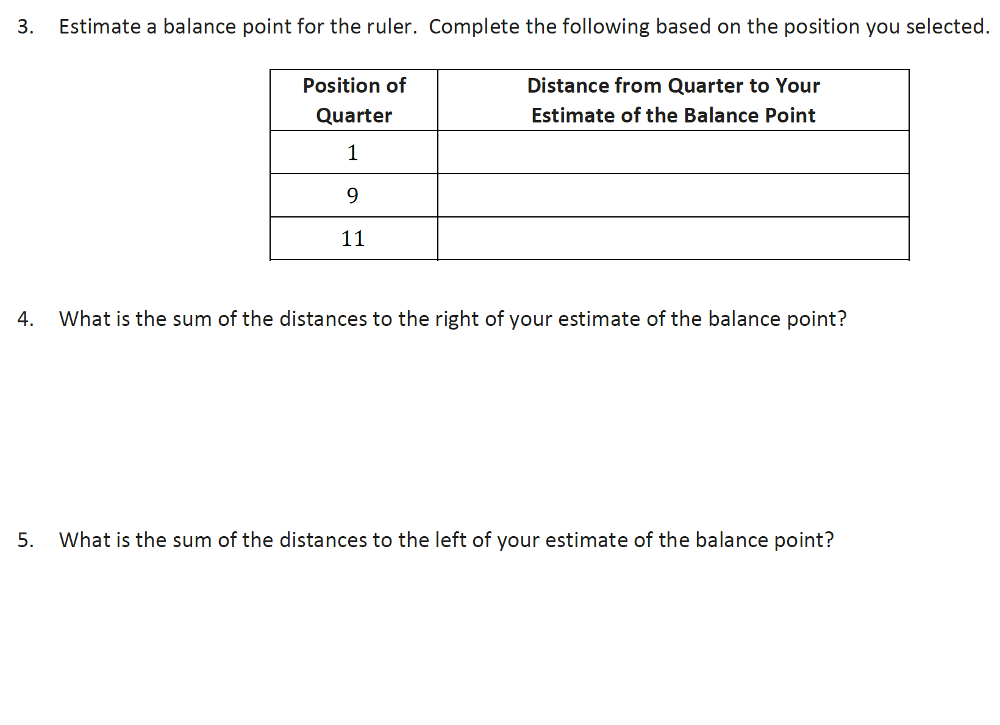 3. Estimate a balance point for the ruler. Complete the following based on the position you selected.
Position of Quarter
Distance from Quarter to Your Estimate of the Balance Point
1
9
11
4. What is the sum of the distances to the right of your estimate of the balance point?
5. What is the sum of the distances to the left of your estimate of the balance point?